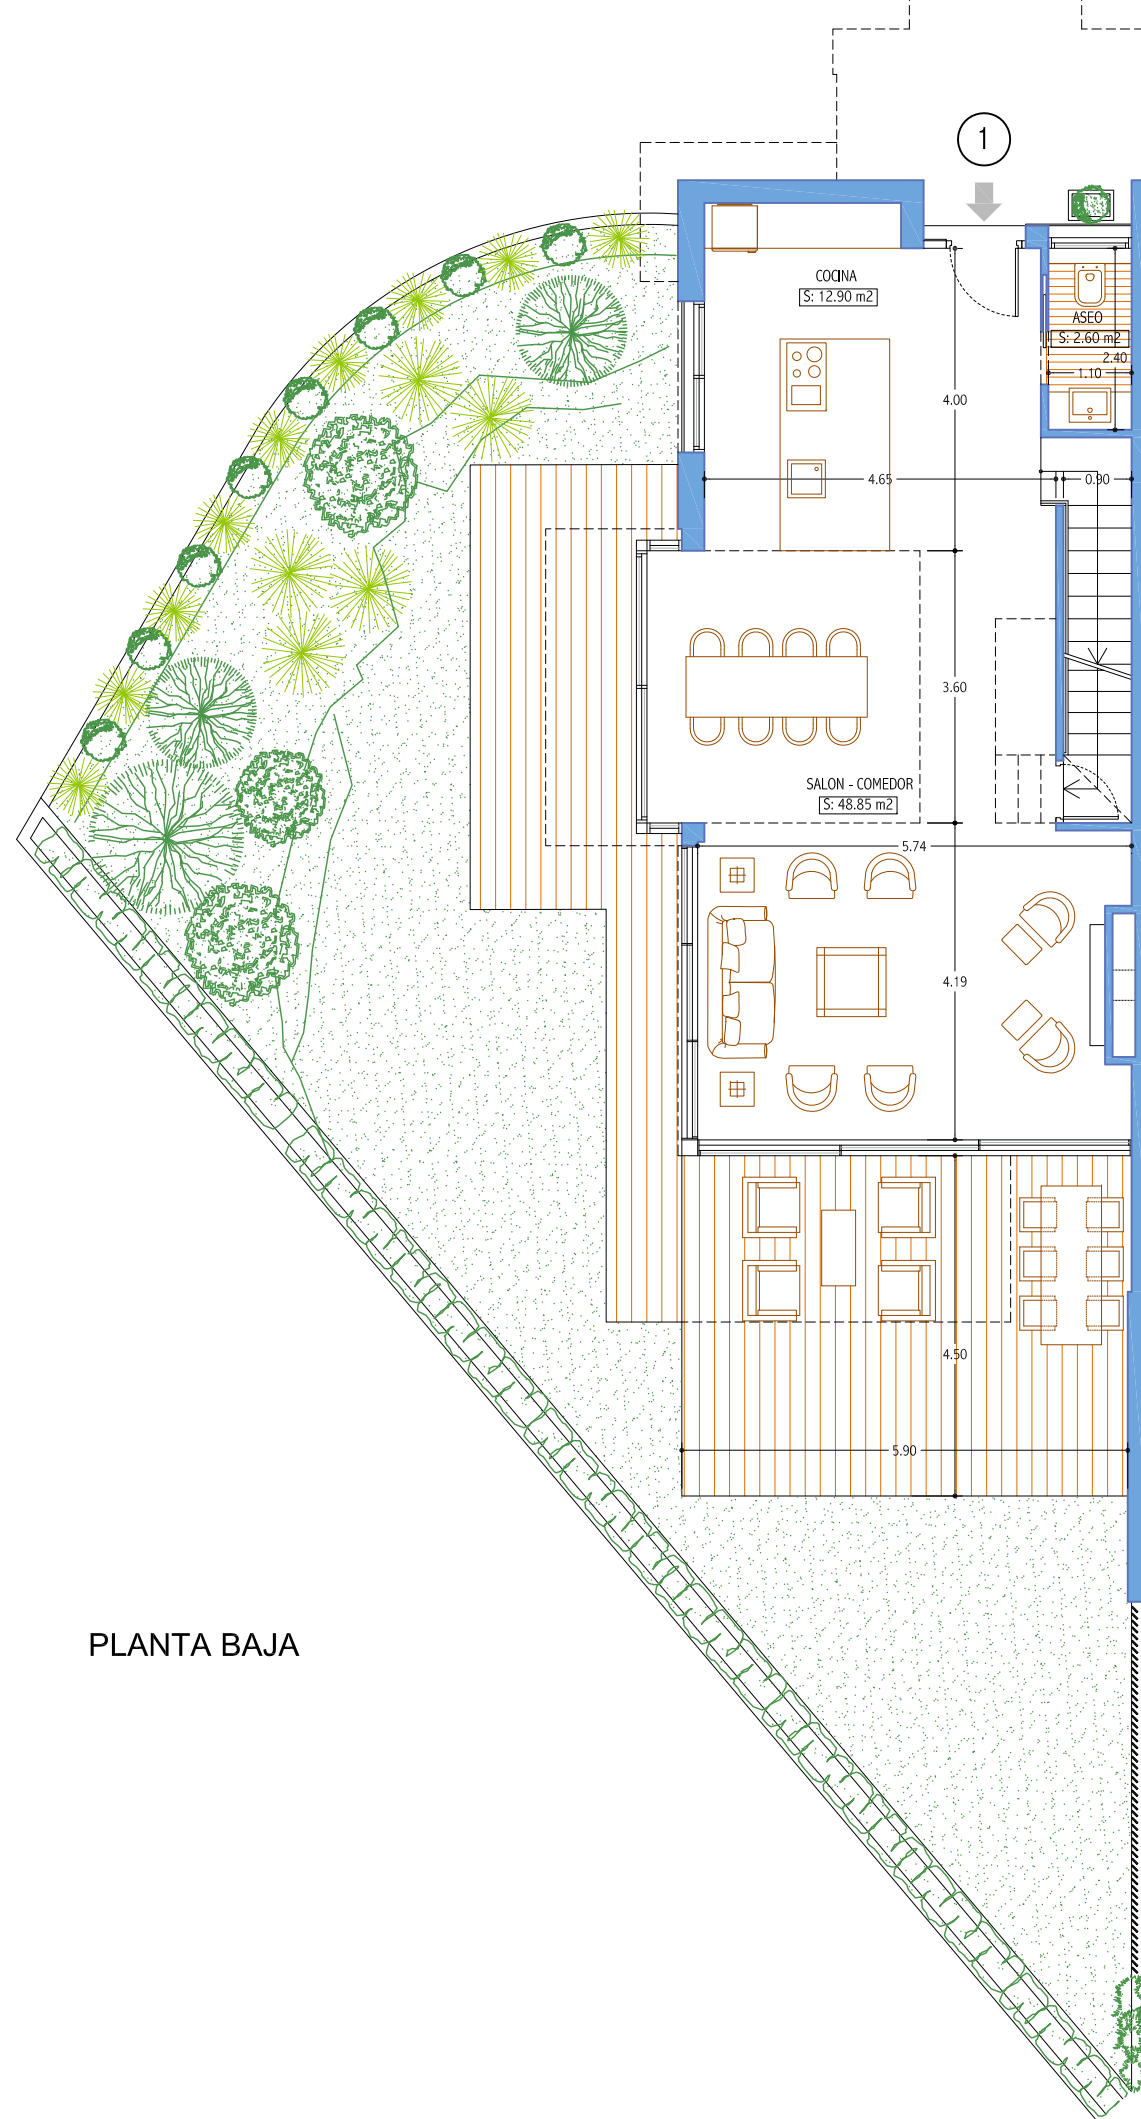 1
COCINA
S: 12.90 m2
ASEO
S: 2.60 m2
2.40
1.10
4.00
4.65
0.90
3.60
SALON - COMEDOR
S: 48.85 m2
5.74
4.19
4.50
5.90
PLANTA BAJA